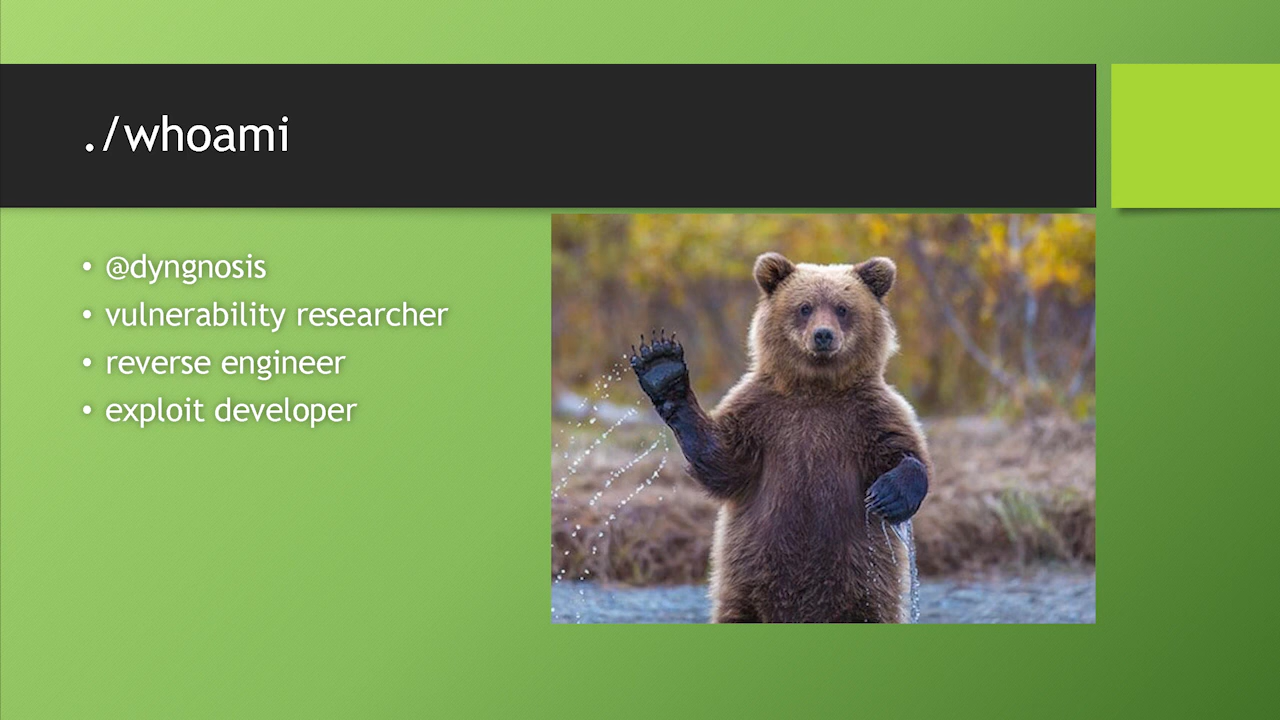 ./whoami
• @dyngnosis
• vulnerability researcher
• reverse engineer
• exploit developer